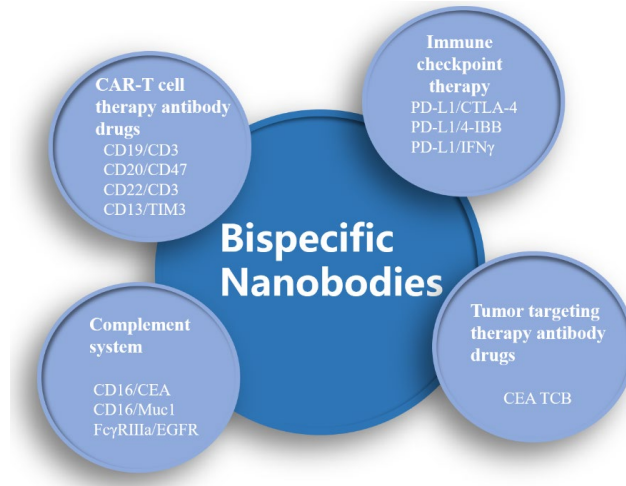 CAR-T cell
therapy antibody
drugs
CD19/CD3
CD20/CD47
CD22/CD3
CD13/TIM3
Immune
checkpoint
therapy
PD-L1/CTLA-4
PD-L1/4-IBB
PD-L1/IFNγ
Bispecific
Nanobodies
Complement
system
CD16/CEA
CD16/Muc1
FcγRIIIa/EGFR
Tumor targeting
therapy antibody
drugs
CEA TCB